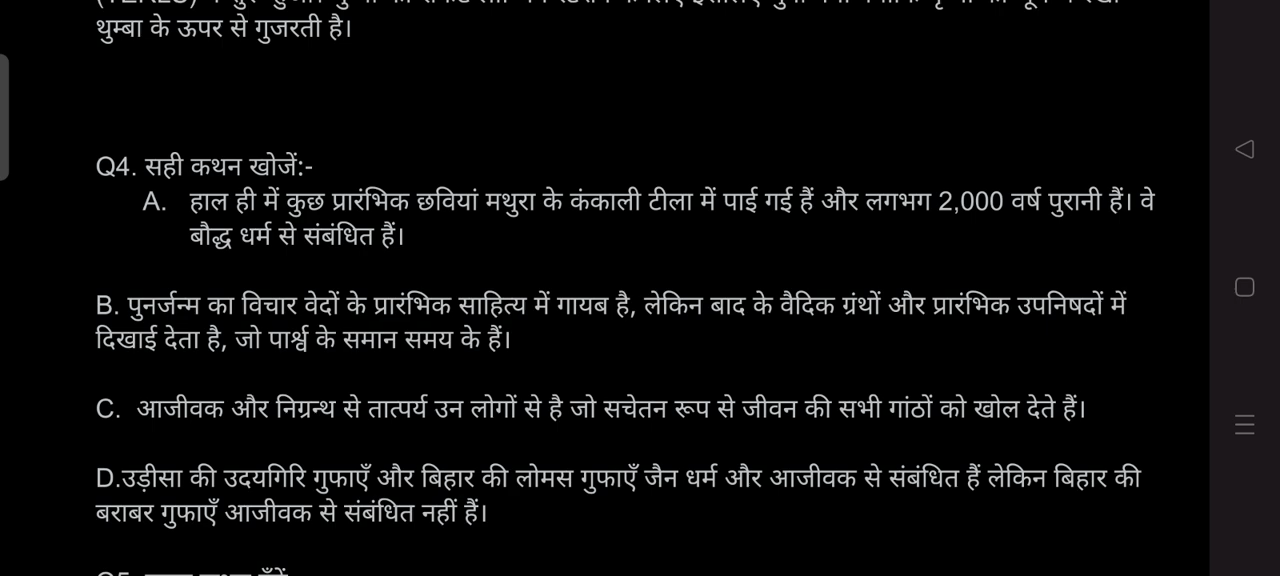 थुम्बा के ऊपर से गुजरती है।
Q4. सही कथन खोजें:-
A. हाल ही में कुछ प्रारंभिक छवियां मथुरा के कंकाली टीला में पाई गई हैं और लगभग 2,000 वर्ष पुरानी हैं। वे
बौद्ध धर्म से संबंधित हैं।
B. पुनर्जन्म का विचार वेदों के प्रारंभिक साहित्य में गायब है, लेकिन बाद के वैदिक ग्रंथों और प्रारंभिक उपनिषदों में
दिखाई देता है, जो पार्श्व के समान समय के हैं।
C. आजीवक और निग्रन्थ से तात्पर्य उन लोगों से है जो सचेतन रूप से जीवन की सभी गांठों को खोल देते हैं।
D.उड़ीसा की उदयगिरि गुफाएँ और बिहार की लोमस गुफाएँ जैन धर्म और आजीवक से संबंधित हैं लेकिन बिहार की
बराबर गुफाएँ आजीवक से संबंधित नहीं हैं।